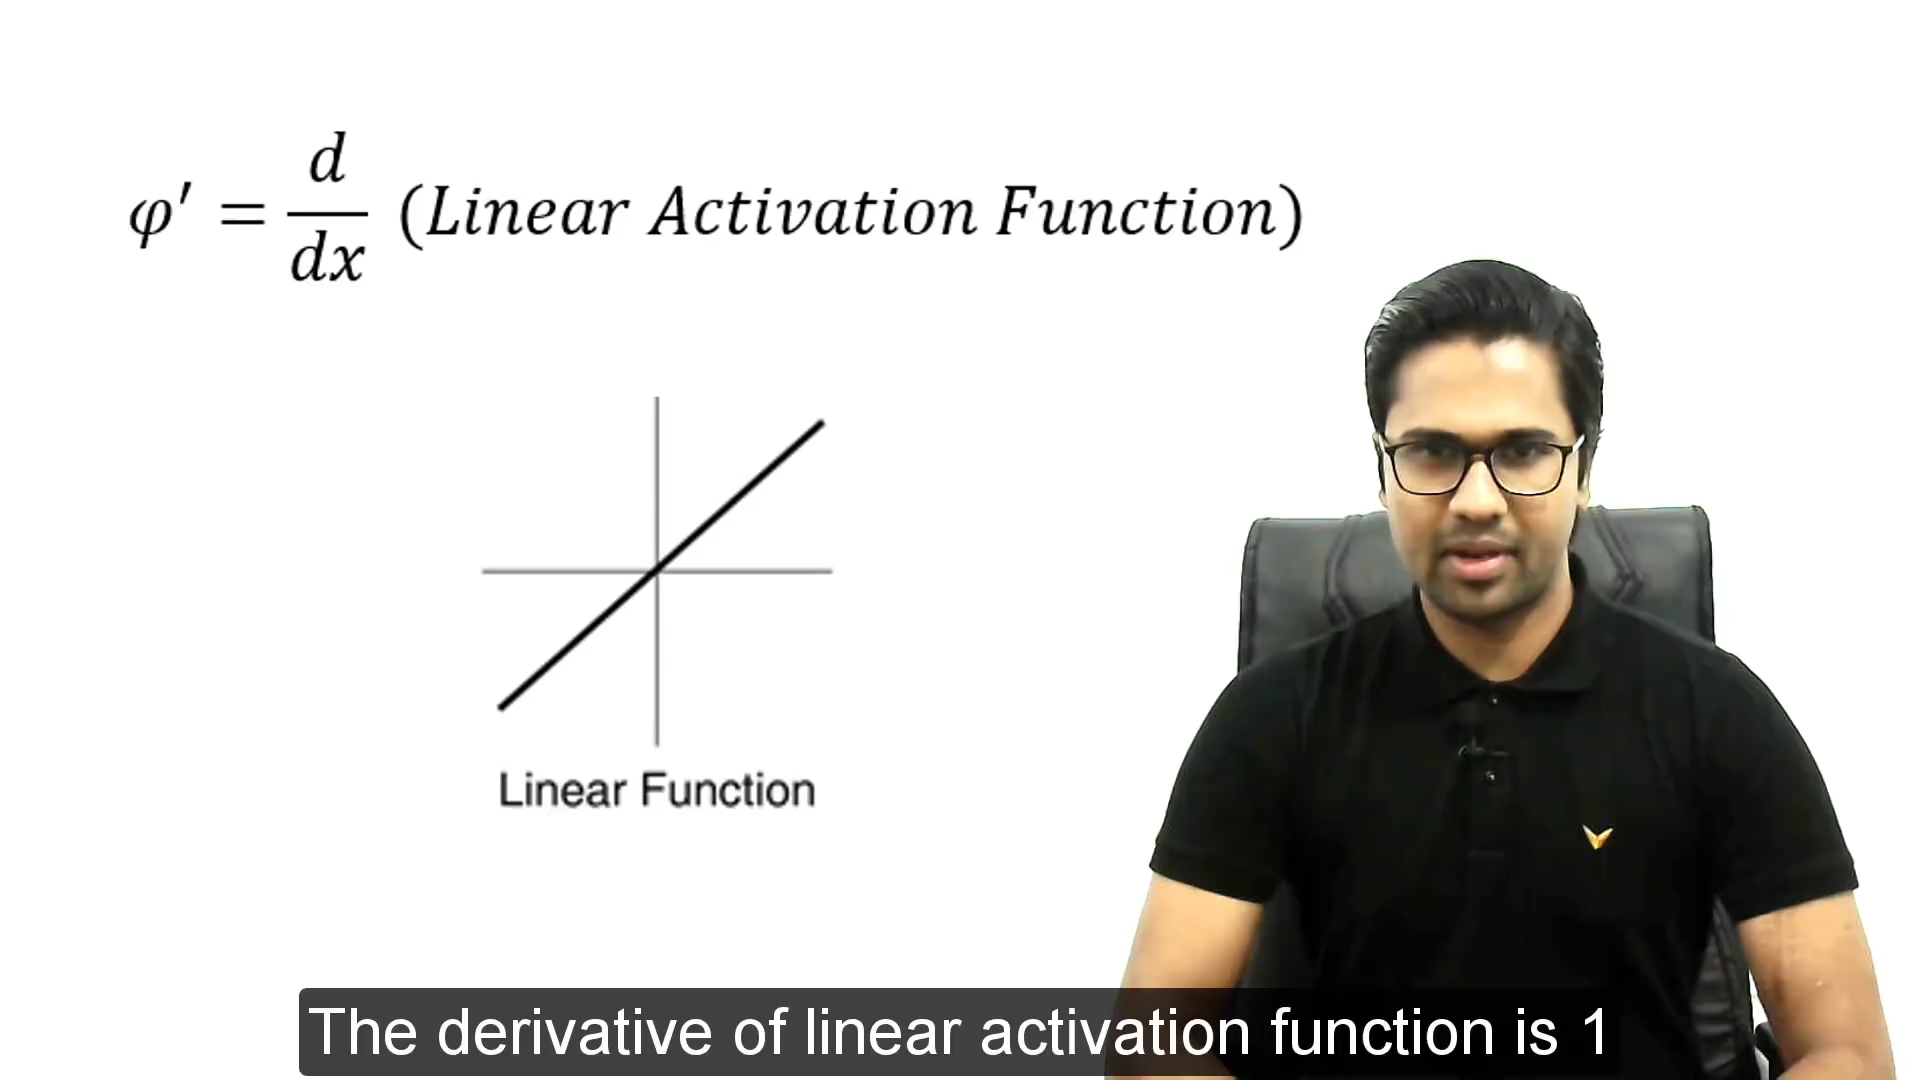 φ′ = d/dx (Linear Activation Function)
Linear Function
The derivative of linear activation function is 1